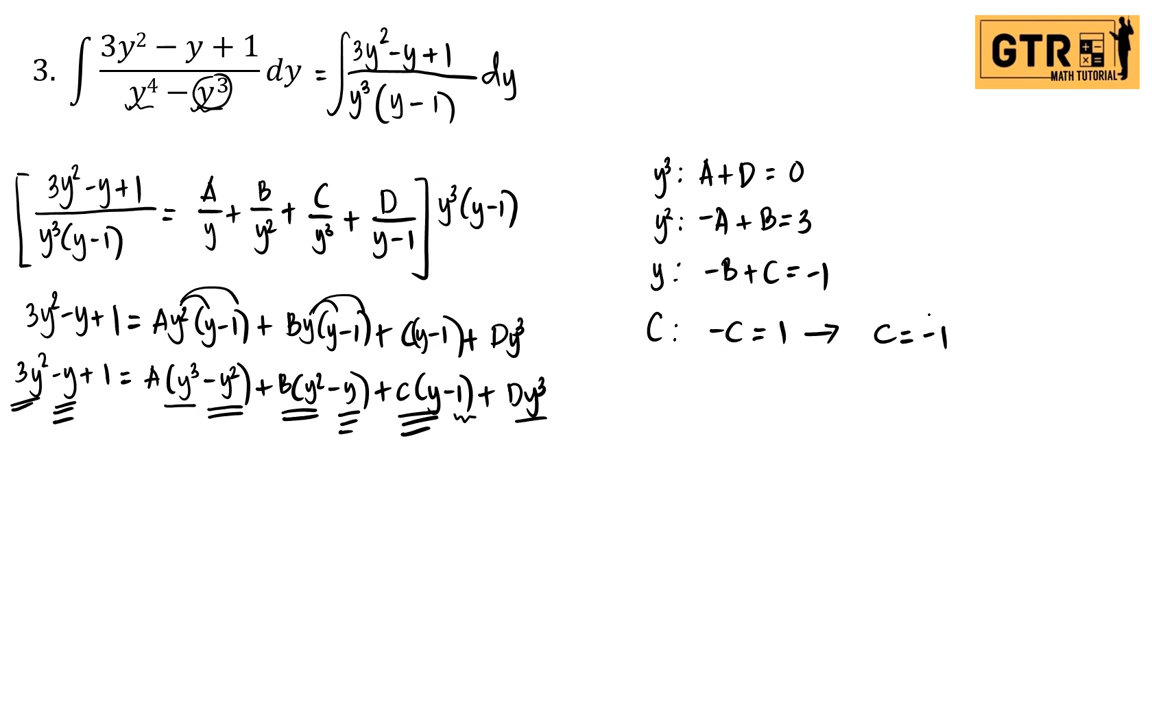 3. ∫ (3y² − y + 1)/(y⁴ − y³) dy = ∫ (3y² - y + 1)/(y³(y - 1)) dy
GTR
MATH TUTORIAL
[ (3y² - y + 1)/(y³(y - 1)) = A/y + B/y² + C/y³ + D/(y - 1) ] y³(y - 1)
3y² - y + 1 = Ay²(y - 1) + By(y - 1) + C(y - 1) + Dy³
3y² - y + 1 = A(y³ - y²) + B(y² - y) + C(y - 1) + Dy³
y³: A + D = 0
y²: -A + B = 3
y: -B + C = -1
C: -C = 1 → C = -1